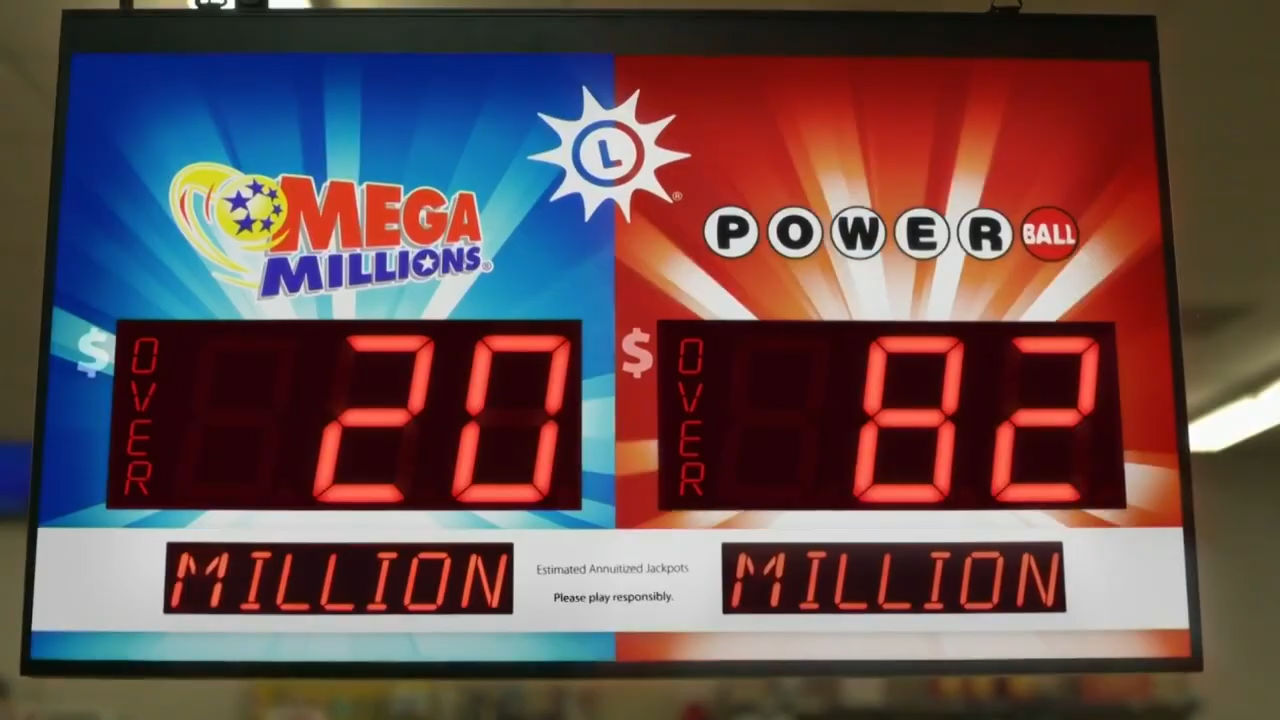 L
®
MEGA
MILLIONS®
POWER BALL
$ OVER 20
MILLION
$ OVER 82
MILLION
Estimated Annuitized Jackpots
Please play responsibly.